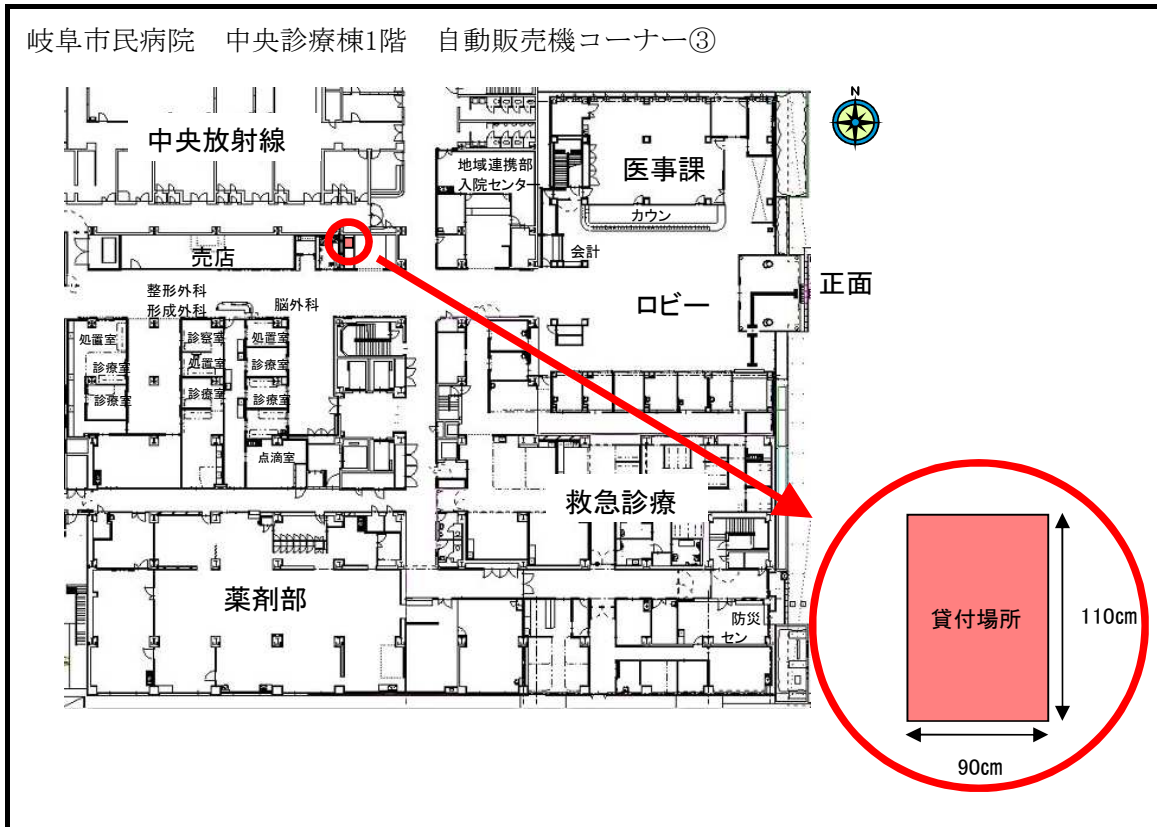 岐阜市民病院　中央診療棟1階　自動販売機コーナー③
N
中央放射線
地域連携部
入院センター
医事課
カウン
会計
売店
正面
ロビー
整形外科
形成外科
脳外科
処置室
診察室
処置室
診療室
処置室
診療室
診療室
診療室
診療室
点滴室
救急診療
薬剤部
防災
セン
貸付場所
110㎝
90㎝